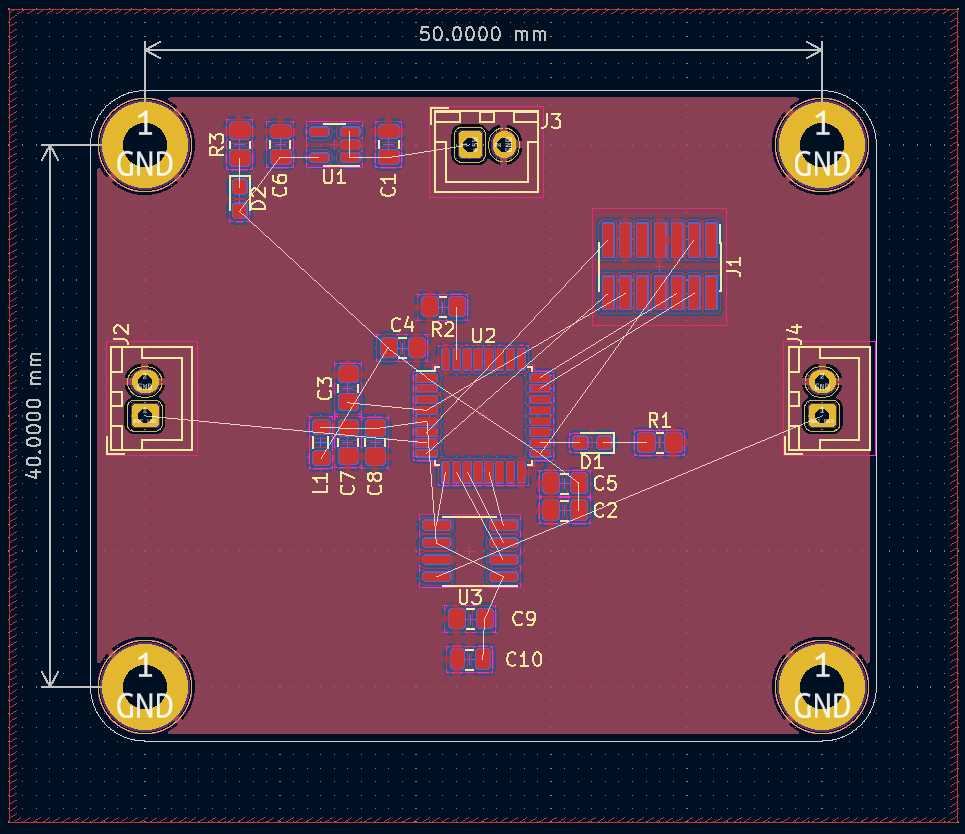 50.0000 mm
1
GND
1
GND
R3
C6
U1
C1
J3
D2
J1
J2
R2
C4
U2
J4
C3
40.0000 mm
R1
D1
L1
C7
C8
C5
C2
U3
C9
C10
1
GND
1
GND